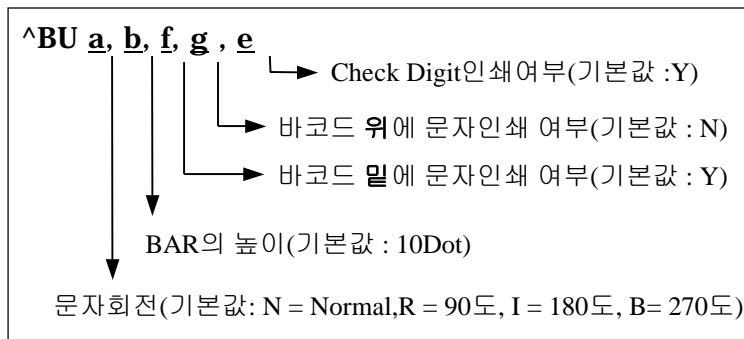 ^BU a, b, f, g , e
Check Digit인쇄여부(기본값 :Y)
바코드 위에 문자인쇄 여부(기본값 : N)
바코드 밑에 문자인쇄 여부(기본값 : Y)
BAR의 높이(기본값 : 10Dot)
문자회전(기본값: N = Normal,R = 90도, I = 180도, B= 270도)